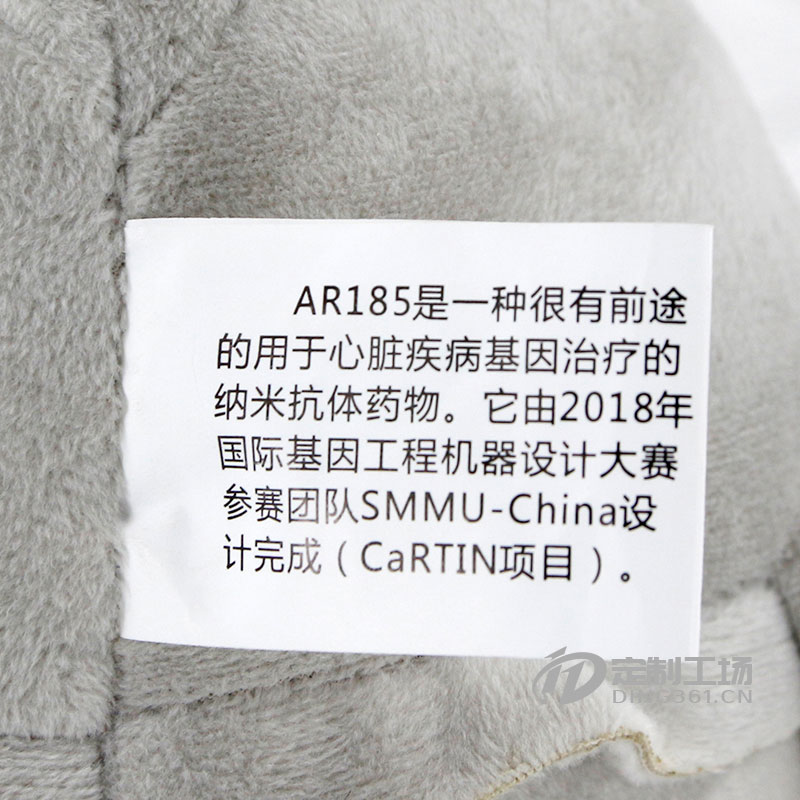 AR185是一种很有前途
的用于心脏疾病基因治疗的
纳米抗体药物。它由2018年
国际基因工程机器设计大赛
参赛团队SMMU-China设
计完成（CaRTIN项目）。
定制工场
DHG361.CN